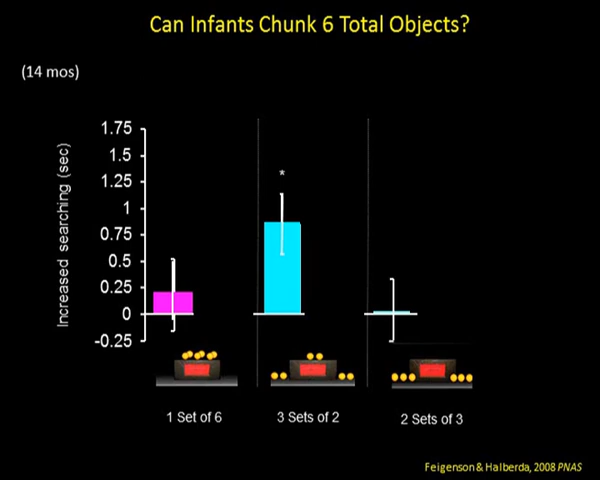 Can Infants Chunk 6 Total Objects?
(14 mos)
Increased searching (sec)
1.75
1.5
1.25
1
0.75
0.5
0.25
0
-0.25
*
1 Set of 6
3 Sets of 2
2 Sets of 3
Feigenson & Halberda, 2008 PNAS